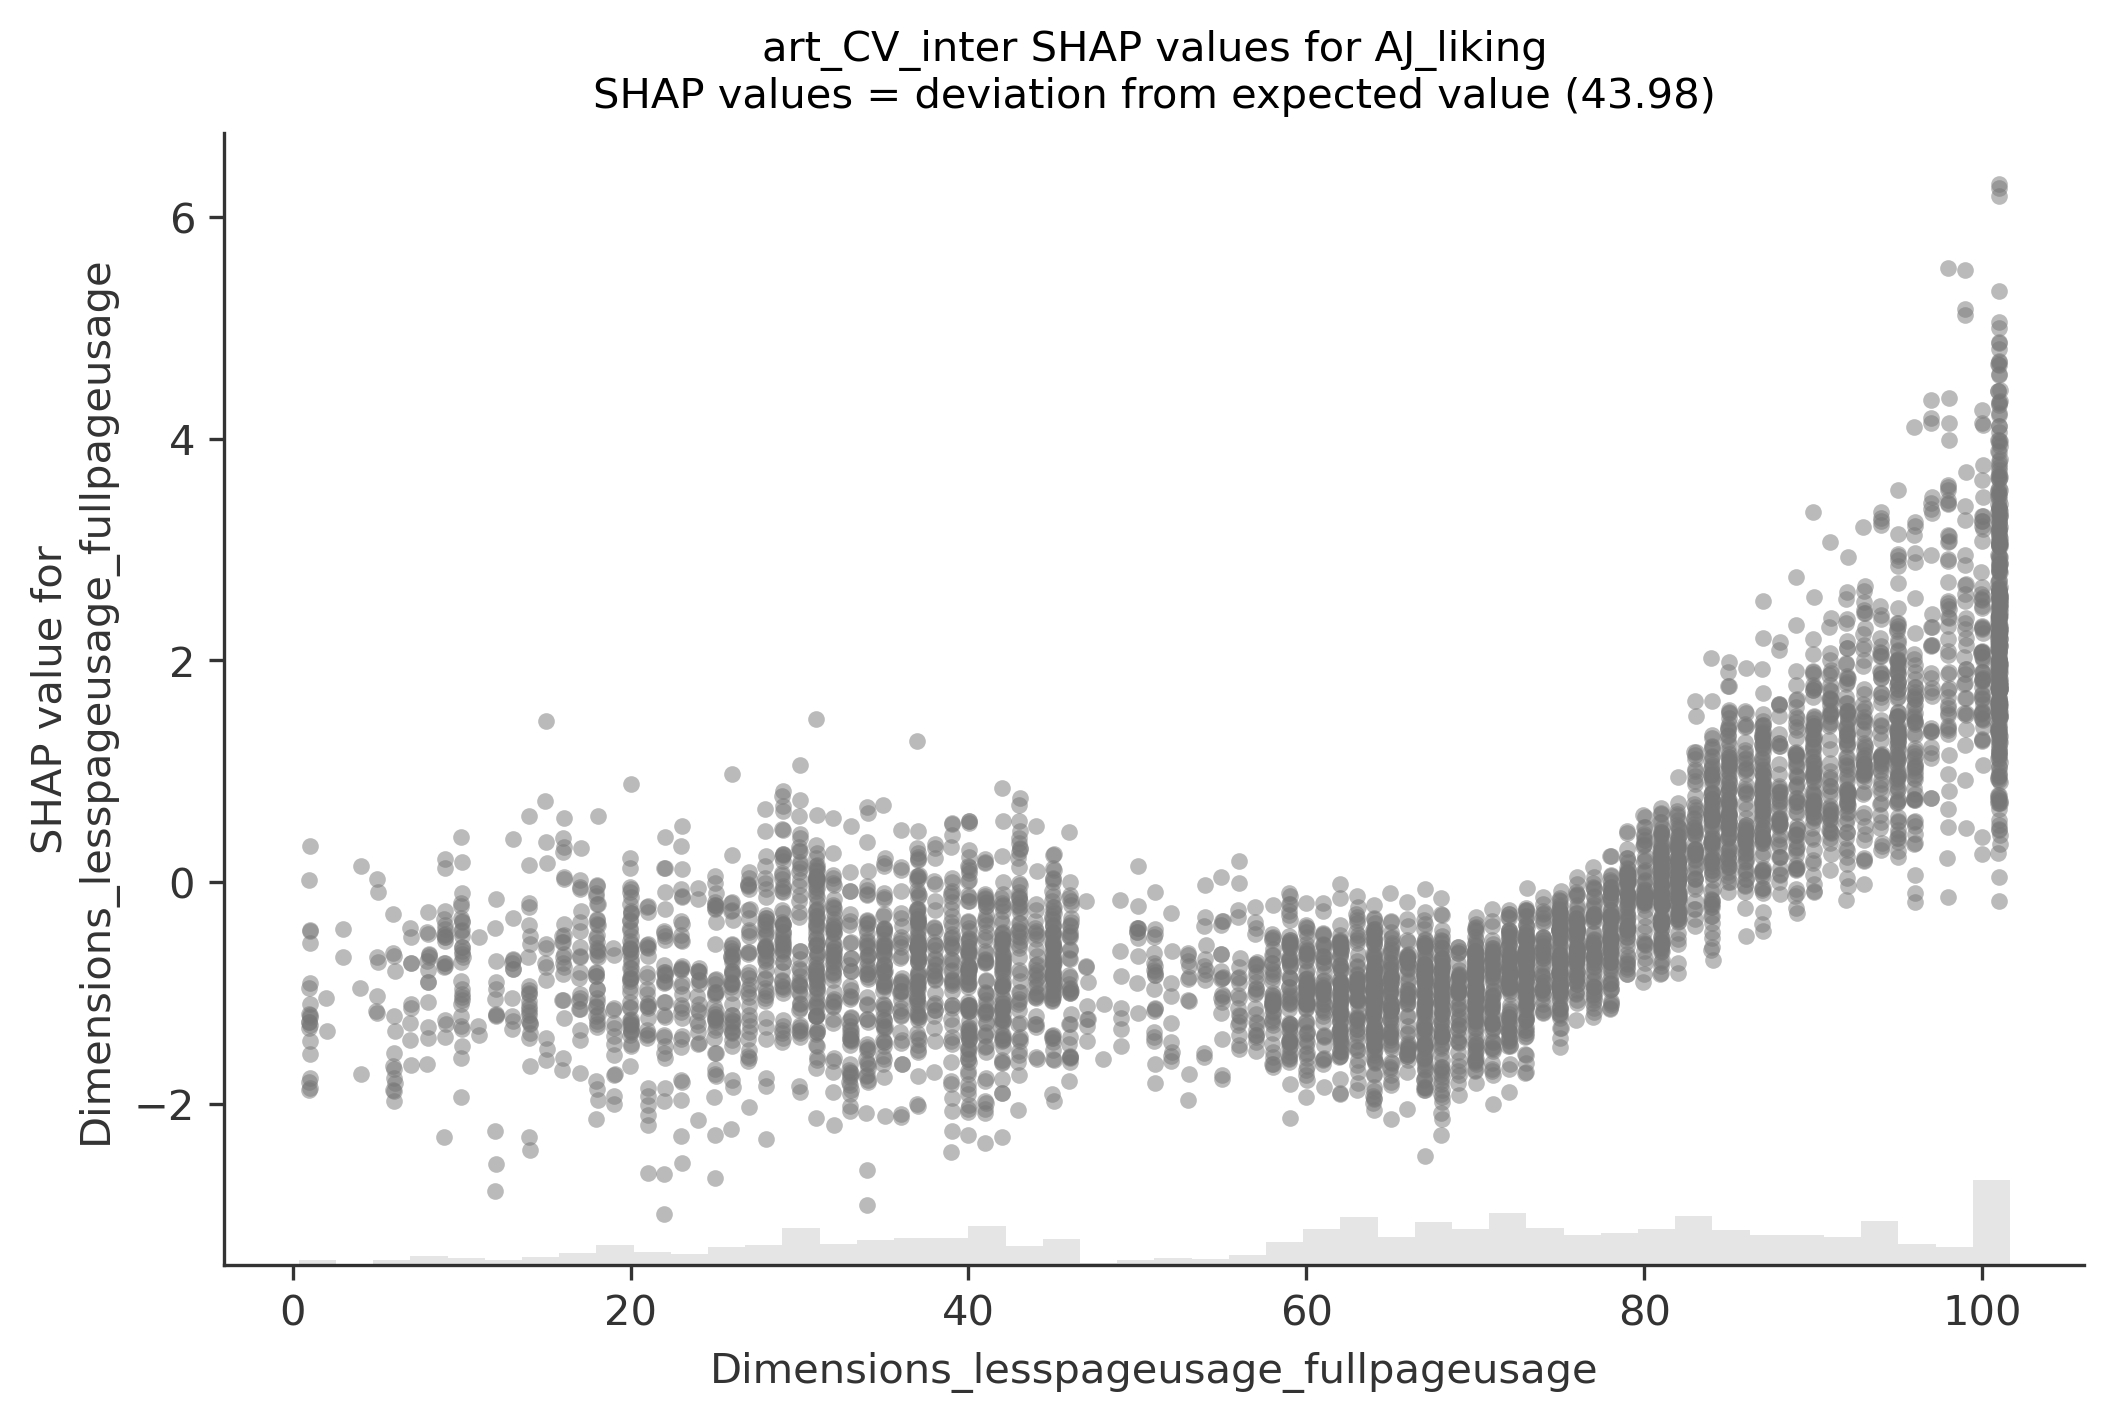 art_CV_inter SHAP values for AJ_liking
SHAP values = deviation from expected value (43.98)
SHAP value for
Dimensions_lesspageusage_fullpageusage
6
4
2
0
−2
0
20
40
60
80
100
Dimensions_lesspageusage_fullpageusage